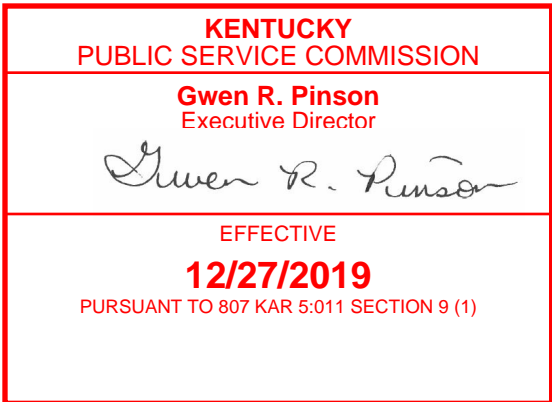 KENTUCKY
PUBLIC SERVICE COMMISSION
Gwen R. Pinson
Executive Director
Gwen R. Pinson
EFFECTIVE
12/27/2019
PURSUANT TO 807 KAR 5:011 SECTION 9 (1)